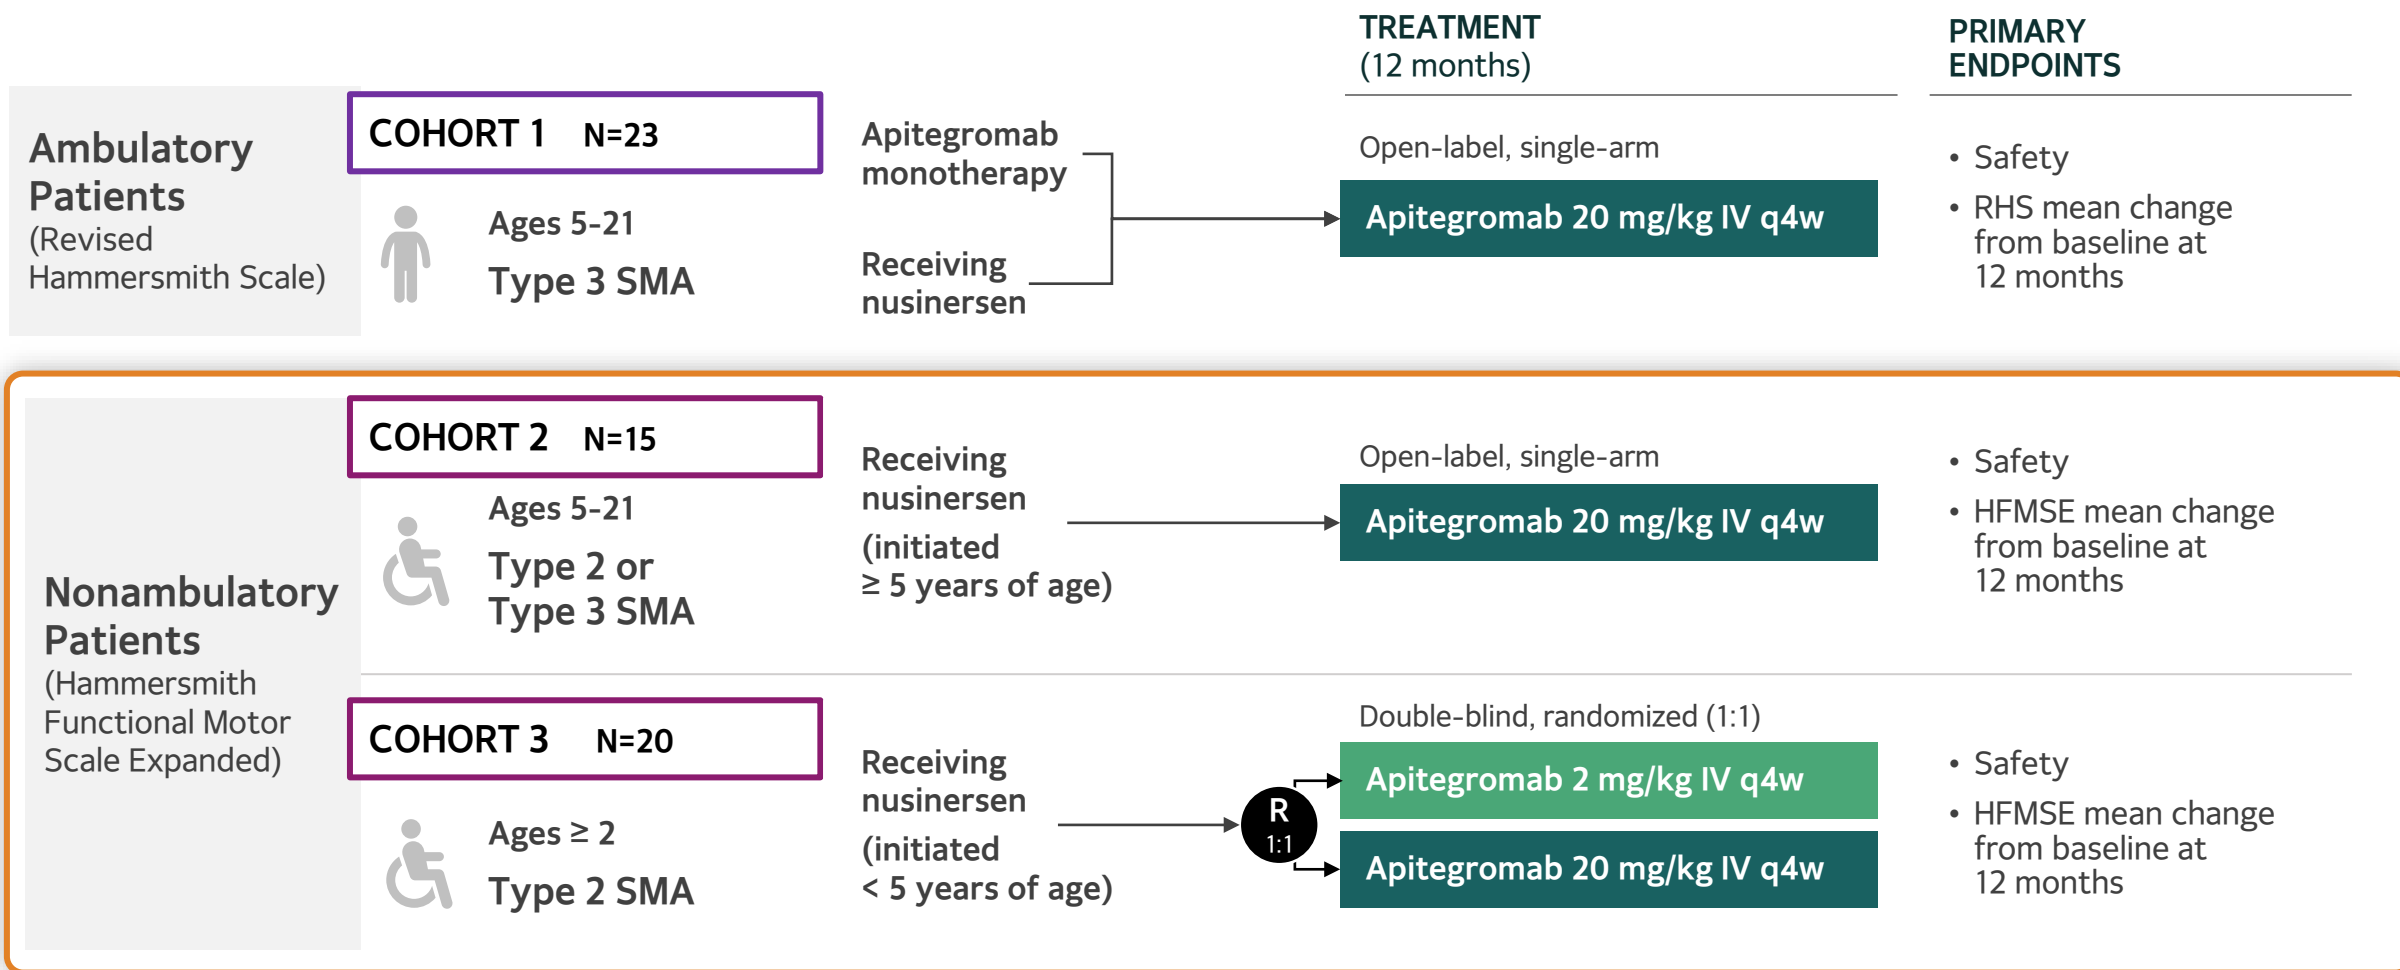 TREATMENT
(12 months)
PRIMARY
ENDPOINTS
Ambulatory
Patients
(Revised
Hammersmith Scale)
COHORT 1 N=23
Ages 5-21
Type 3 SMA
Apitegromab
monotherapy
Receiving
nusinersen
Open-label, single-arm
Apitegromab 20 mg/kg IV q4w
• Safety
• RHS mean change
from baseline at
12 months
Nonambulatory
Patients
(Hammersmith
Functional Motor
Scale Expanded)
COHORT 2 N=15
Ages 5-21
Type 2 or
Type 3 SMA
Receiving
nusinersen
(initiated
≥ 5 years of age)
Open-label, single-arm
Apitegromab 20 mg/kg IV q4w
• Safety
• HFMSE mean change
from baseline at
12 months
COHORT 3 N=20
Ages ≥ 2
Type 2 SMA
Receiving
nusinersen
(initiated
< 5 years of age)
R
1:1
Double-blind, randomized (1:1)
Apitegromab 2 mg/kg IV q4w
Apitegromab 20 mg/kg IV q4w
• Safety
• HFMSE mean change
from baseline at
12 months